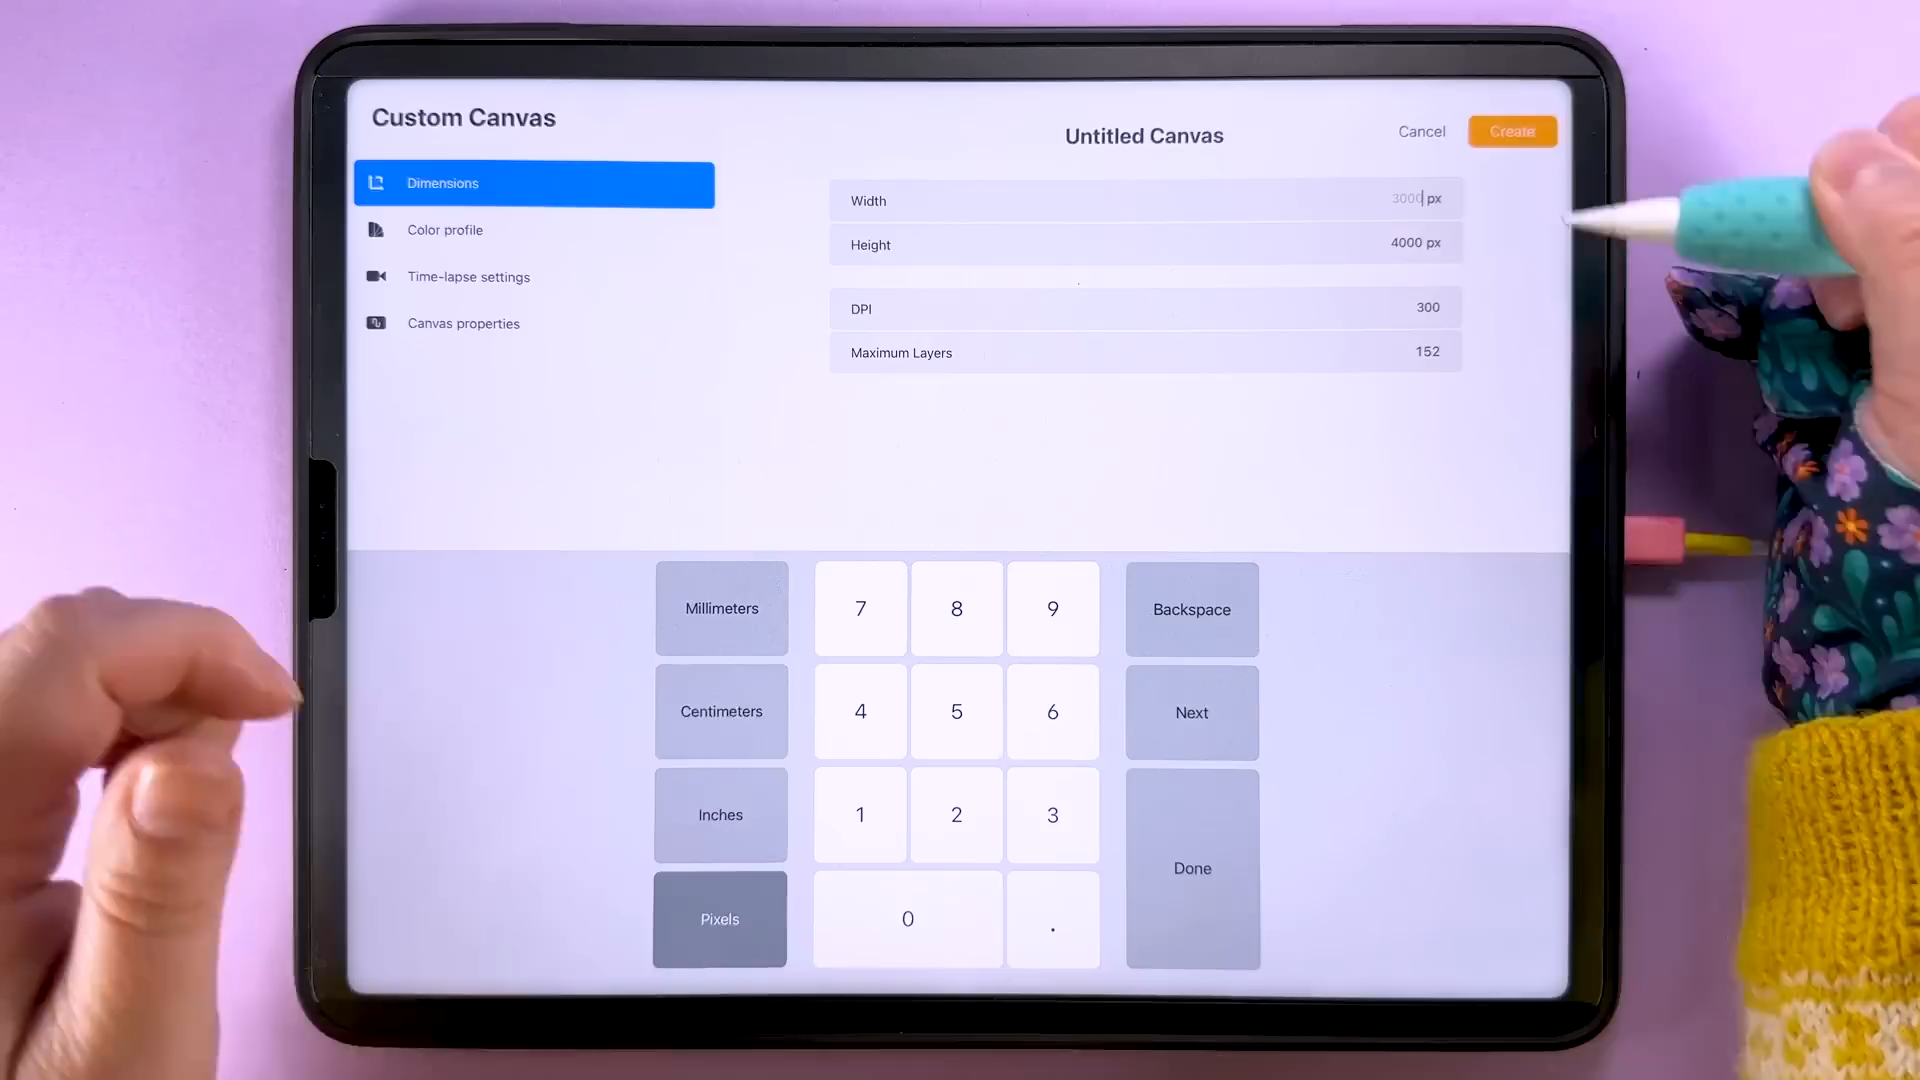 Custom Canvas
Untitled Canvas
Cancel
Create
Dimensions
Color profile
Time-lapse settings
Canvas properties
Width 3000 px
Height 4000 px
DPI 300
Maximum Layers 152
Millimeters 7 8 9 Backspace
Centimeters 4 5 6 Next
Inches 1 2 3
Done
Pixels 0 .